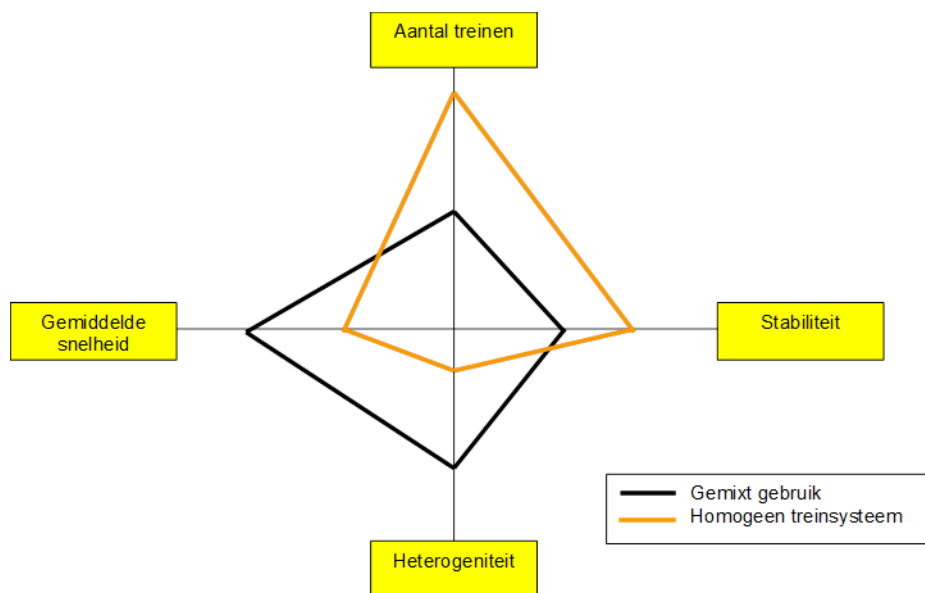 Aantal treinen
Gemiddelde
snelheid
Stabiliteit
Gemixt gebruik
Homogeen treinsysteem
Heterogeniteit